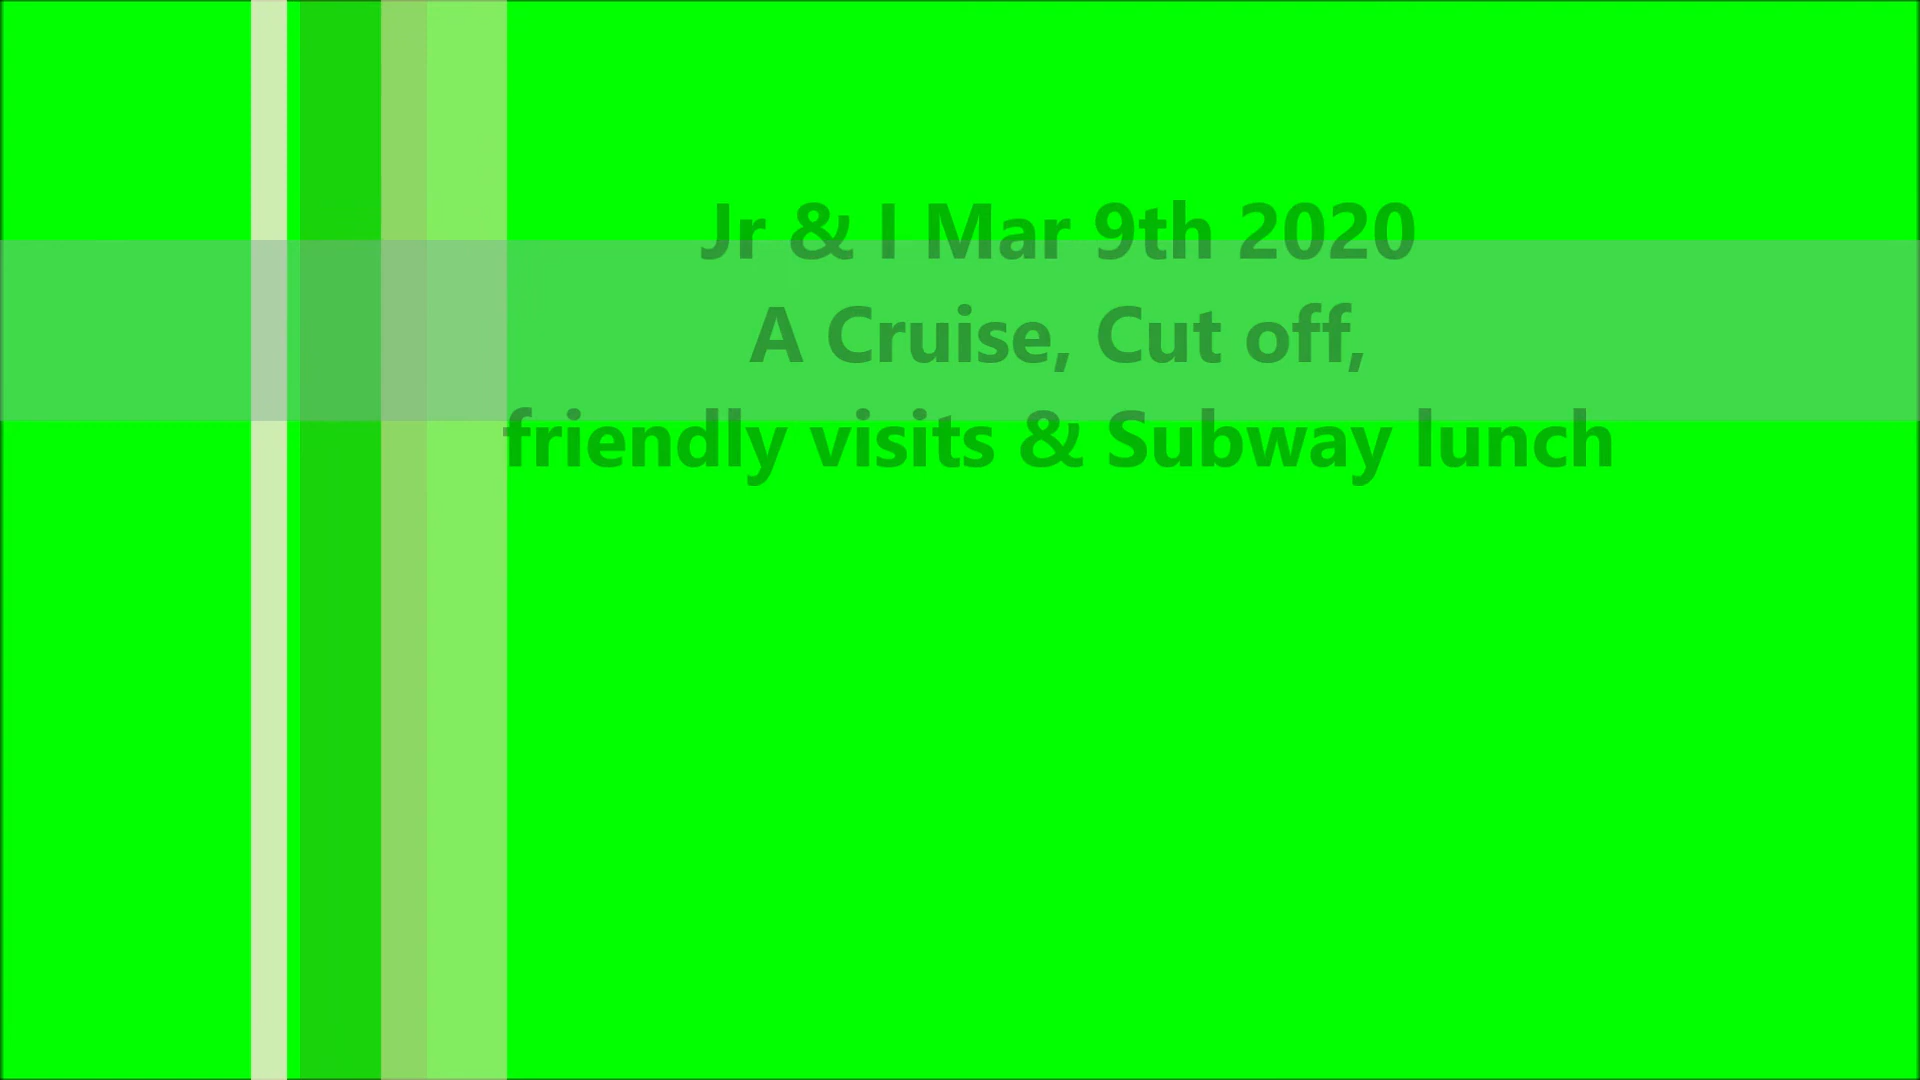 Jr & I Mar 9th 2020
A Cruise, Cut off,
friendly visits & Subway lunch